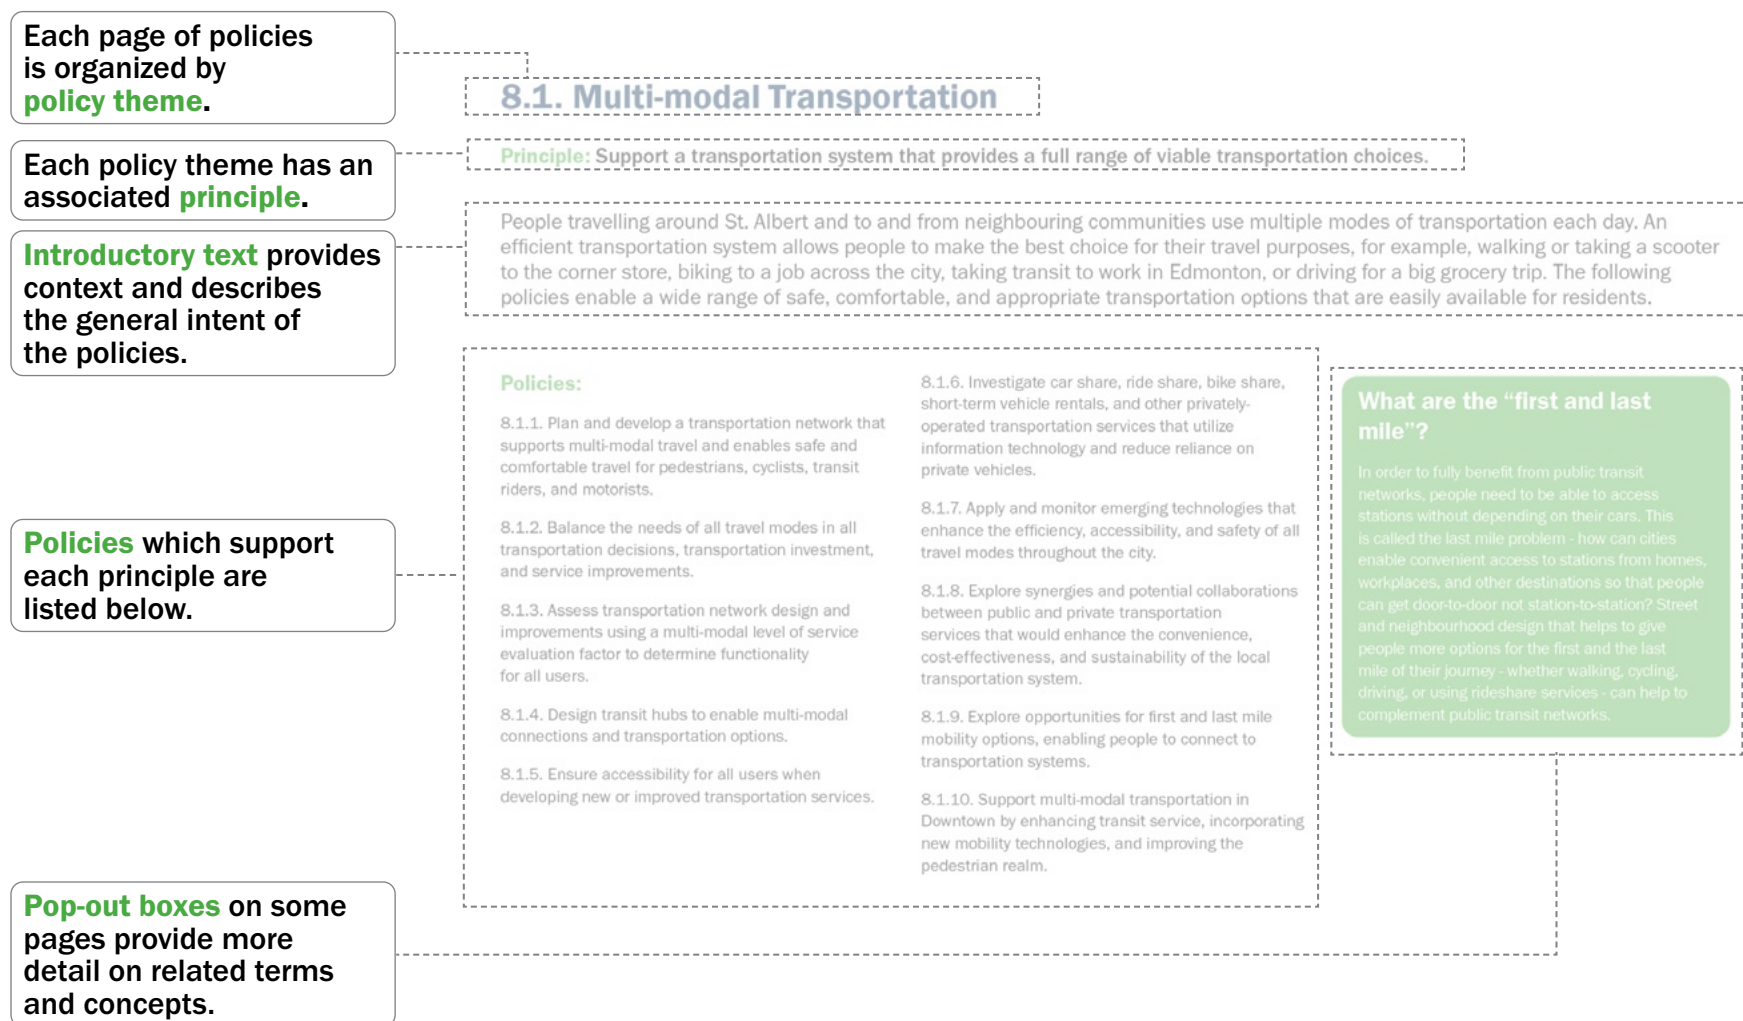 Each page of policies
is organized by
policy theme.
8.1. Multi-modal Transportation
Each policy theme has an
associated principle.
Principle: Support a transportation system that provides a full range of viable transportation choices.
Introductory text provides
context and describes
the general intent of
the policies.
People travelling around St. Albert and to and from neighbouring communities use multiple modes of transportation each day. An
efficient transportation system allows people to make the best choice for their travel purposes, for example, walking or taking a scooter
to the corner store, biking to a job across the city, taking transit to work in Edmonton, or driving for a big grocery trip. The following
policies enable a wide range of safe, comfortable, and appropriate transportation options that are easily available for residents.
Policies which support
each principle are
listed below.
Policies:
8.1.1. Plan and develop a transportation network that
supports multi-modal travel and enables safe and
comfortable travel for pedestrians, cyclists, transit
riders, and motorists.
8.1.2. Balance the needs of all travel modes in all
transportation decisions, transportation investment,
and service improvements.
8.1.3. Assess transportation network design and
improvements using a multi-modal level of service
evaluation factor to determine functionality
for all users.
8.1.4. Design transit hubs to enable multi-modal
connections and transportation options.
8.1.5. Ensure accessibility for all users when
developing new or improved transportation services.
8.1.6. Investigate car share, ride share, bike share,
short-term vehicle rentals, and other privately-
operated transportation services that utilize
information technology and reduce reliance on
private vehicles.
8.1.7. Apply and monitor emerging technologies that
enhance the efficiency, accessibility, and safety of all
travel modes throughout the city.
8.1.8. Explore synergies and potential collaborations
between public and private transportation
services that would enhance the convenience,
cost-effectiveness, and sustainability of the local
transportation system.
8.1.9. Explore opportunities for first and last mile
mobility options, enabling people to connect to
transportation systems.
8.1.10. Support multi-modal transportation in
Downtown by enhancing transit service, incorporating
new mobility technologies, and improving the
pedestrian realm.
What are the “first and last
mile”?
In order to fully benefit from public transit
networks, people need to be able to access
stations without depending on their cars. This
is called the last mile problem - how can cities
enable convenient access to stations from homes,
workplaces, and other destinations so that people
can get door-to-door not station-to-station? Street
and neighbourhood design that helps to give
people more options for the first and the last
mile of their journey - whether walking, cycling,
driving, or using rideshare services - can help to
complement public transit networks.
Pop-out boxes on some
pages provide more
detail on related terms
and concepts.